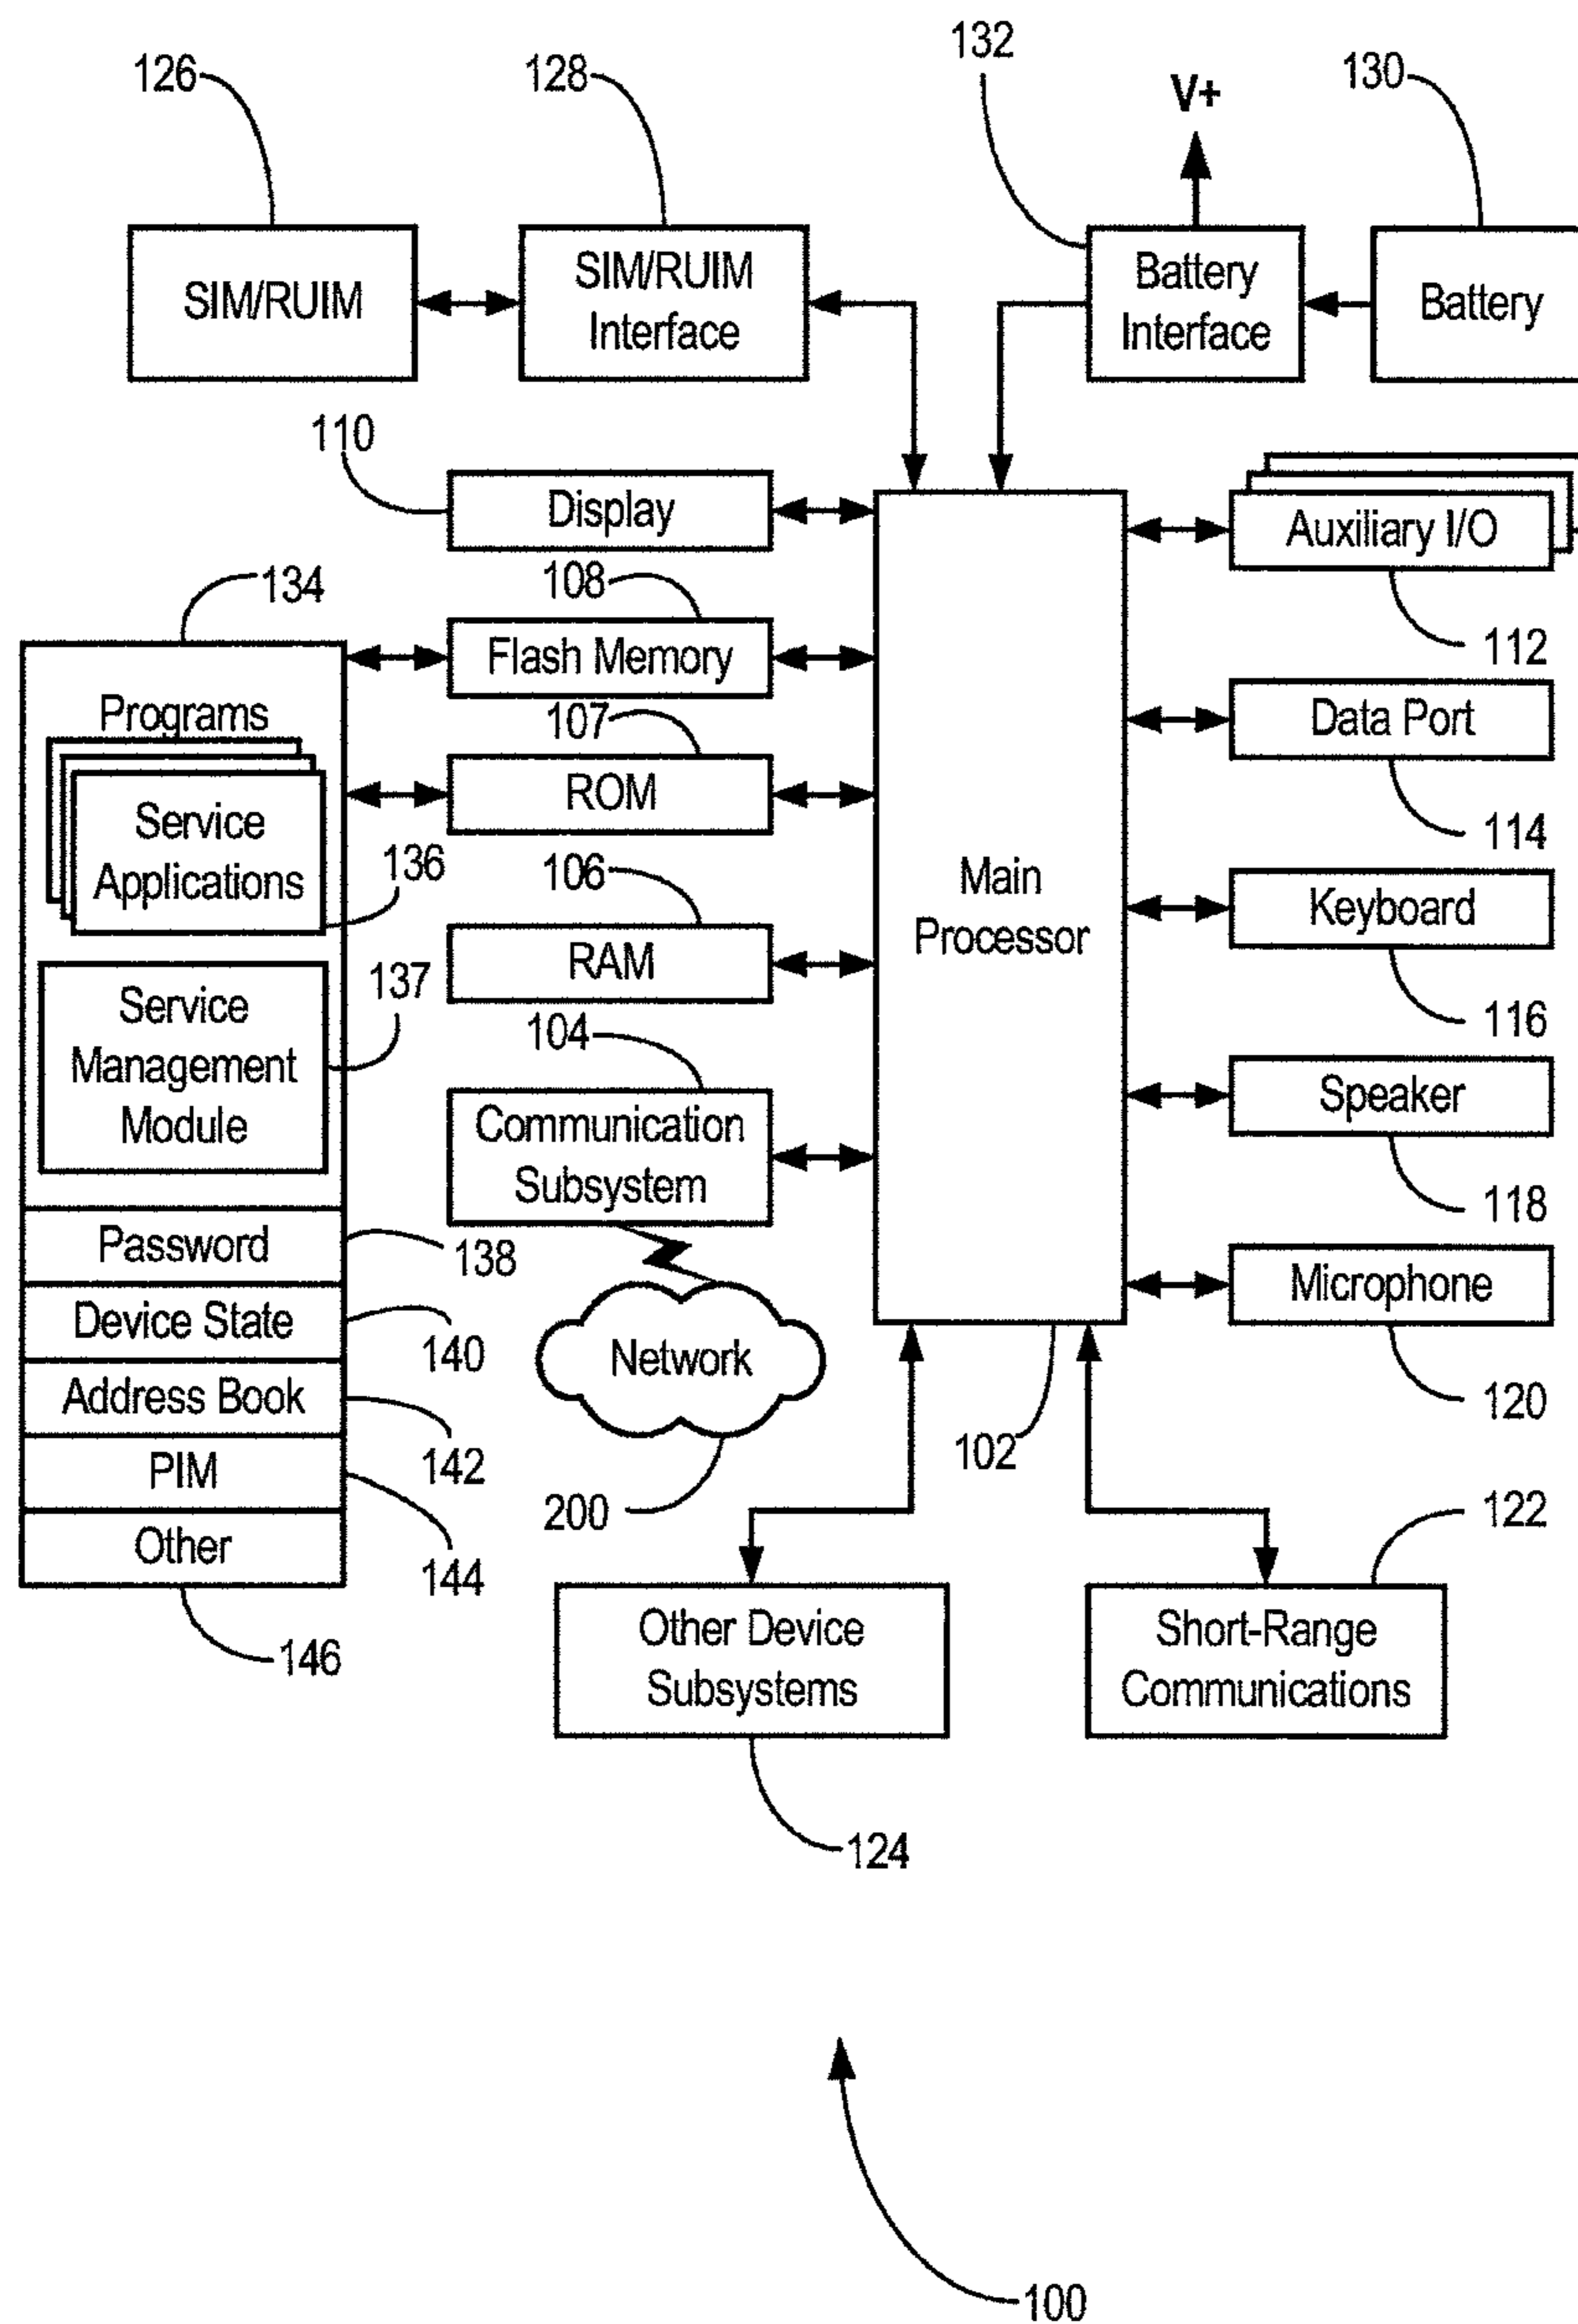 126
128
132
V+
130
SIM/RUIM
SIM/RUIM
Interface
Battery
Interface
Battery
110
Display
Auxiliary I/O
112
134
108
Flash Memory
Programs
107
ROM
Data Port
114
Service
Applications
136
106
RAM
Main
Processor
Keyboard
116
Service
Management
Module
137
104
Communication
Subsystem
Speaker
118
Password
138
Device State
140
Address Book
142
PIM
144
Other
146
Network
200
102
Microphone
120
122
Other Device
Subsystems
124
Short-Range
Communications
100